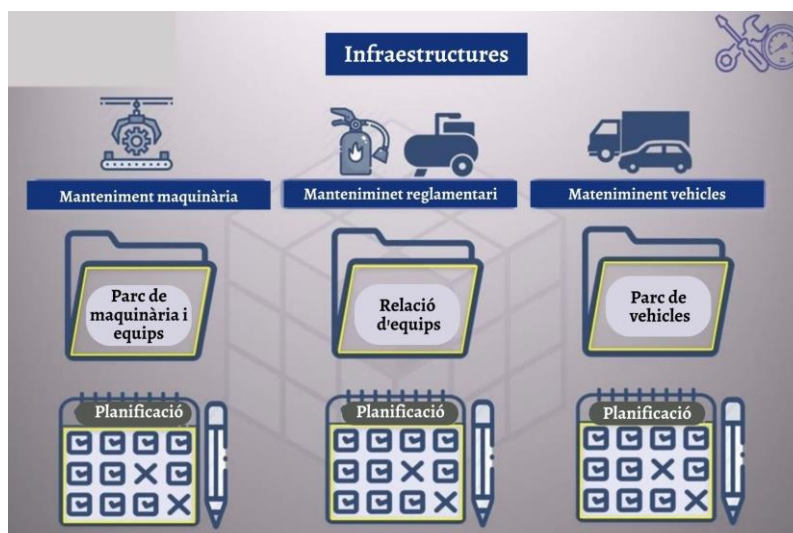 Infraestructures
Manteniment maquinària
Manteniminet reglamentari
Mateniminent vehicles
Parc de
maquinària i
equips
Relació
d'equips
Parc de
vehicles
Planificació
Planificació
Planificació